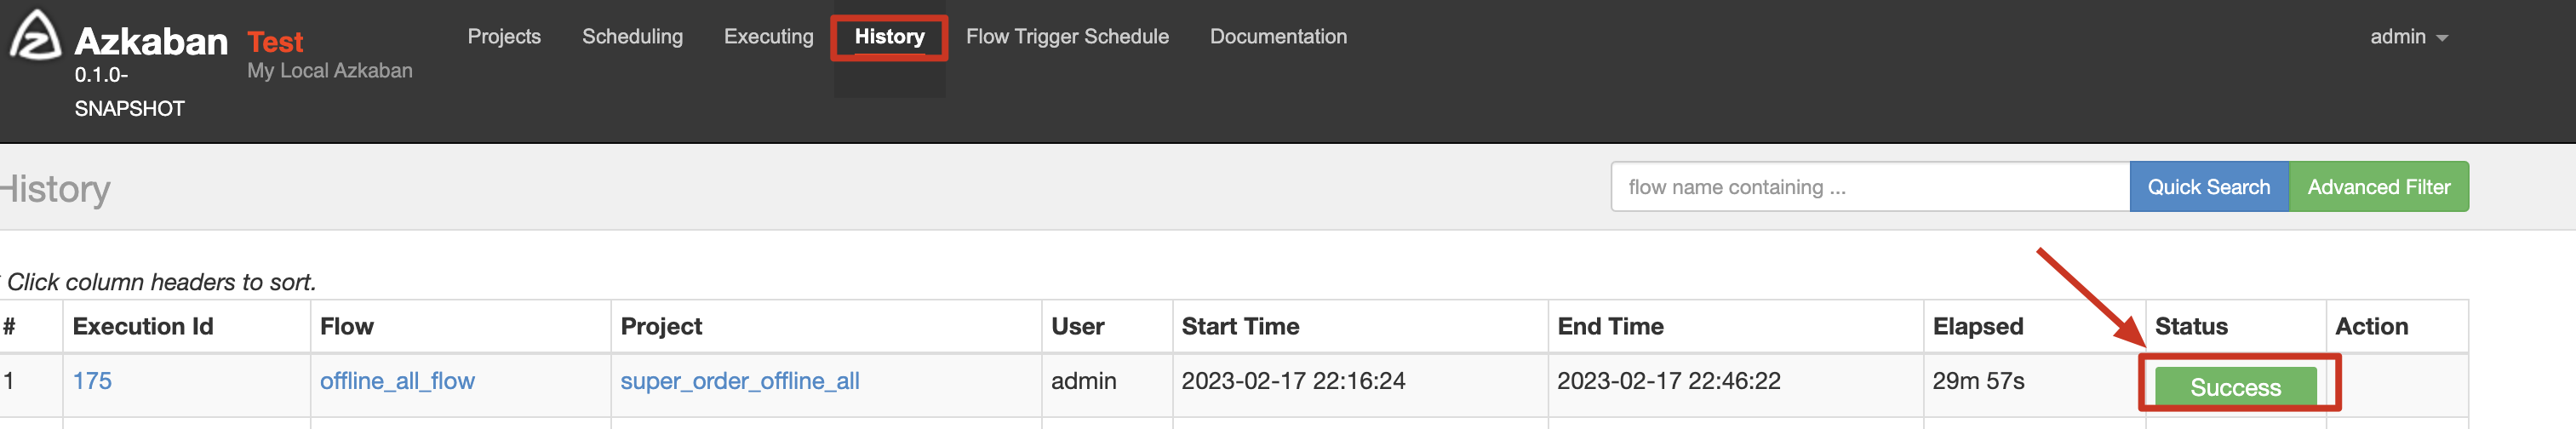 Azkaban Test Projects Scheduling Executing History Flow Trigger Schedule Documentation admin
0.1.0- My Local Azkaban
SNAPSHOT
History flow name containing ... Quick Search Advanced Filter
Click column headers to sort.
# Execution Id Flow Project User Start Time End Time Elapsed Status Action
1 175 offline_all_flow super_order_offline_all admin 2023-02-17 22:16:24 2023-02-17 22:46:22 29m 57s Success